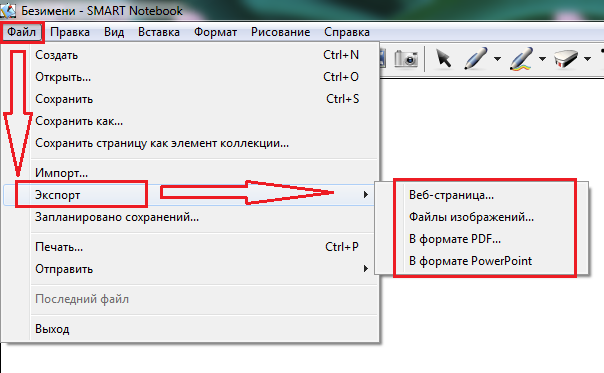 Безимени - SMART Notebook
Файл Правка Вид Вставка Формат Рисование Справка
Создать Ctrl+N
Открыть... Ctrl+O
Сохранить Ctrl+S
Сохранить как...
Сохранить страницу как элемент коллекции...
Импорт...
Экспорт
Запланировано сохранений...
Печать... Ctrl+P
Отправить
Последний файл
Выход
Веб-страница...
Файлы изображений...
В формате PDF...
В формате PowerPoint